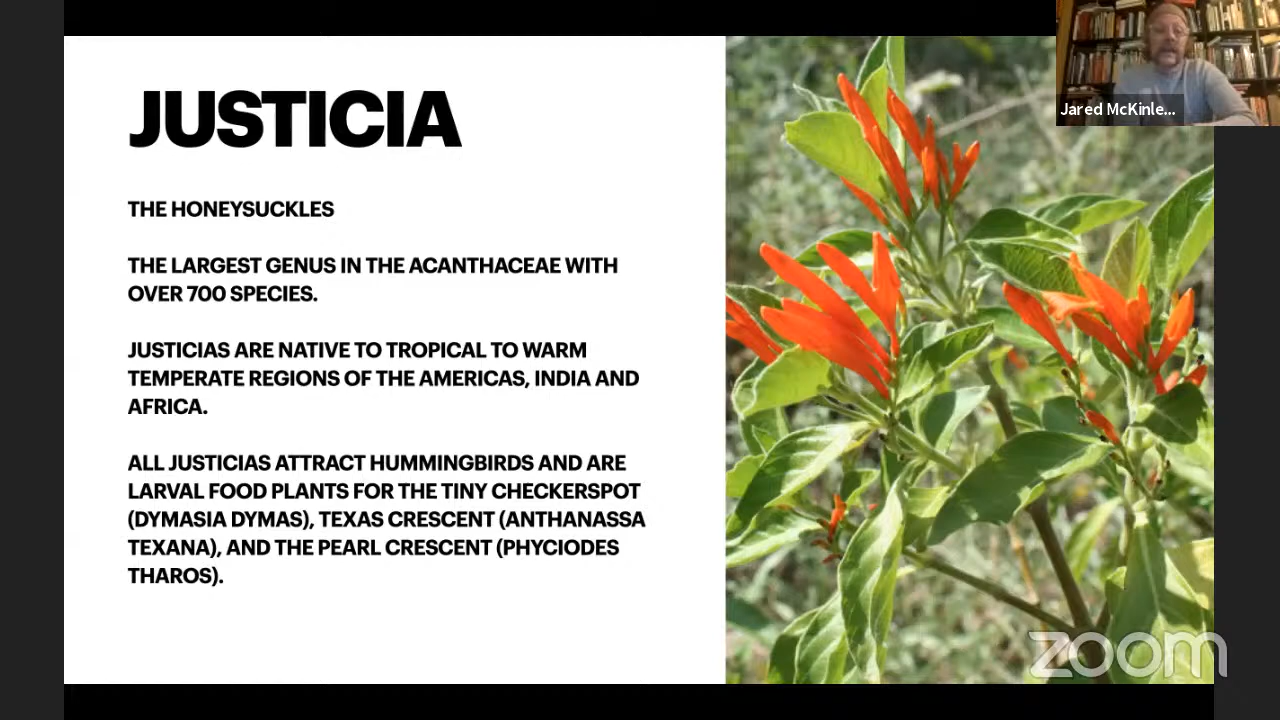 JUSTICIA
THE HONEYSUCKLES
THE LARGEST GENUS IN THE ACANTHACEAE WITH
OVER 700 SPECIES.
JUSTICIAS ARE NATIVE TO TROPICAL TO WARM
TEMPERATE REGIONS OF THE AMERICAS, INDIA AND
AFRICA.
ALL JUSTICIAS ATTRACT HUMMINGBIRDS AND ARE
LARVAL FOOD PLANTS FOR THE TINY CHECKERSPOT
(DYMASIA DYMAS), TEXAS CRESCENT (ANTHANASSA
TEXANA), AND THE PEARL CRESCENT (PHYCIODES
THAROS).
Jared McKinle...
zoom